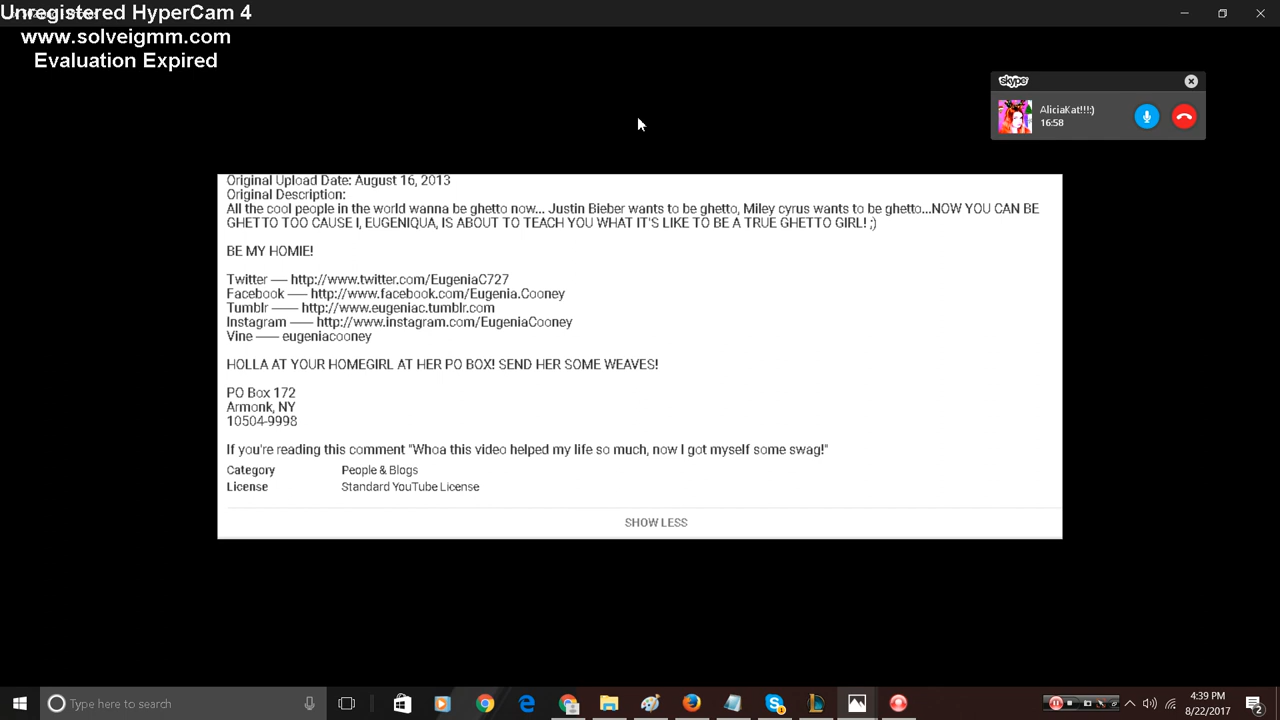 Unregistered HyperCam 4
www.solveigmm.com
Evaluation Expired
skype
AliciaKat!!!:)
16:58
Original Upload Date: August 16, 2013
Original Description:
All the cool people in the world wanna be ghetto now... Justin Bieber wants to be ghetto, Miley cyrus wants to be ghetto...NOW YOU CAN BE
GHETTO TOO CAUSE I, EUGENIQUA, IS ABOUT TO TEACH YOU WHAT IT'S LIKE TO BE A TRUE GHETTO GIRL! ;)
BE MY HOMIE!
Twitter ---- http://www.twitter.com/EugeniaC727
Facebook ----- http://www.facebook.com/Eugenia.Cooney
Tumblr ------ http://www.eugeniac.tumblr.com
Instagram ----- http://www.instagram.com/EugeniaCooney
Vine ----- eugeniacooney
HOLLA AT YOUR HOMEGIRL AT HER PO BOX! SEND HER SOME WEAVES!
PO Box 172
Armonk, NY
10504-9998
If you're reading this comment "Whoa this video helped my life so much, now I got myself some swag!"
Category People & Blogs
License Standard YouTube License
SHOW LESS
Type here to search
4:39 PM
8/22/2017